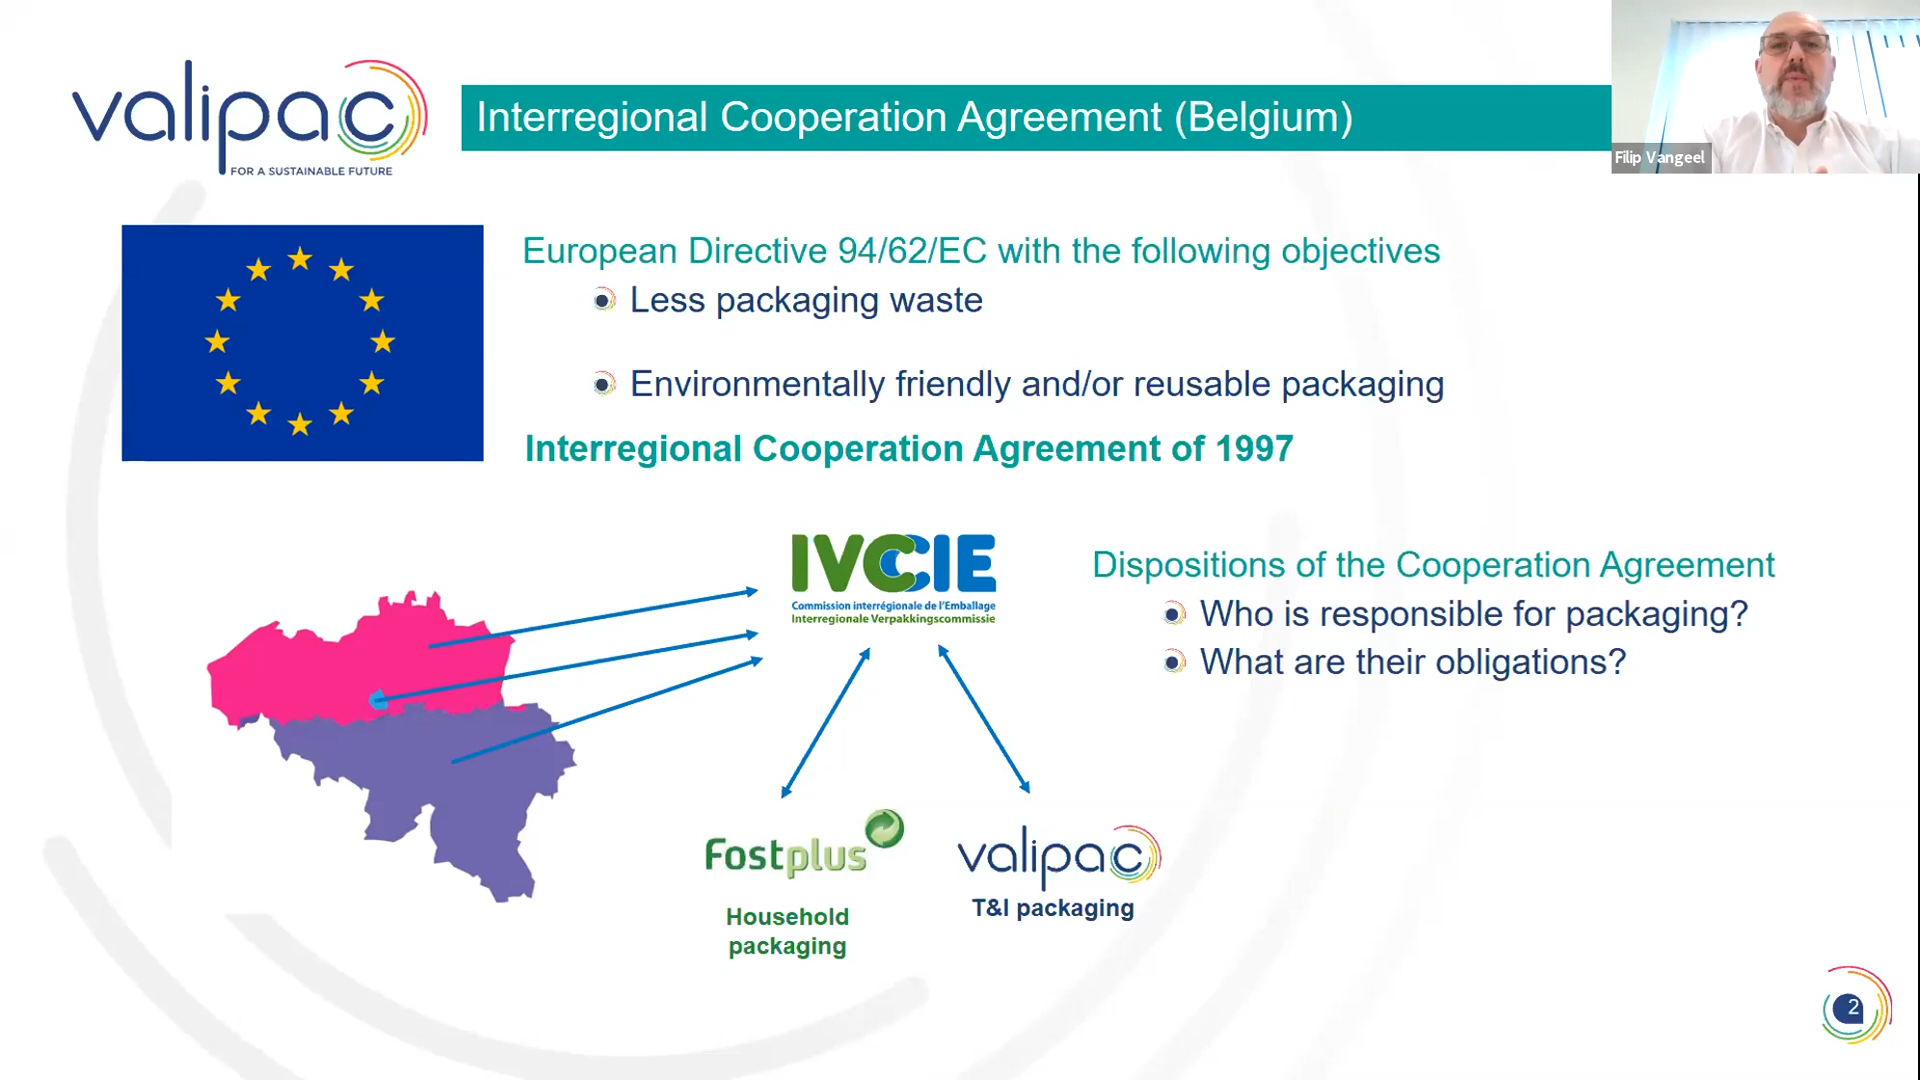 valipac
FOR A SUSTAINABLE FUTURE
Interregional Cooperation Agreement (Belgium)
Filip Vangeel
European Directive 94/62/EC with the following objectives
Less packaging waste
Environmentally friendly and/or reusable packaging
Interregional Cooperation Agreement of 1997
IVCCIE
Commission interrégionale de l'Emballage
Interregionale Verpakkingscommissie
Dispositions of the Cooperation Agreement
Who is responsible for packaging?
What are their obligations?
Fostplus
Household
packaging
valipac
T&I packaging
2